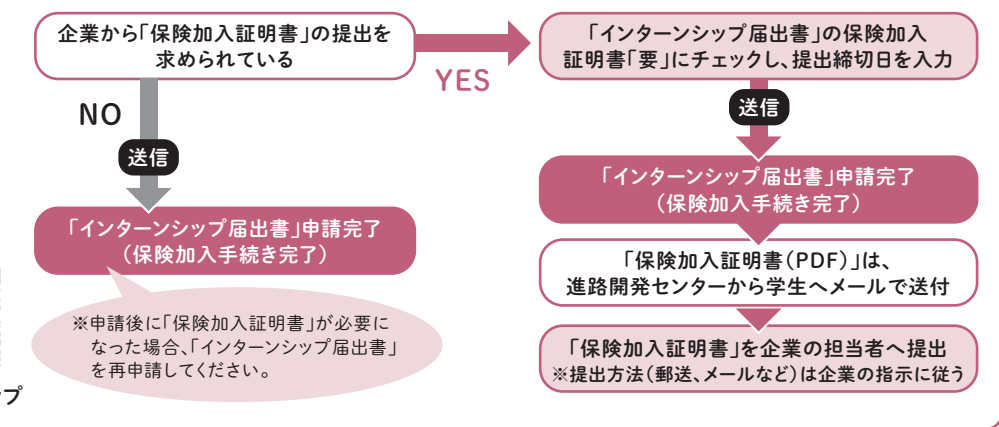 企業から「保険加入証明書」の提出を
求められている
YES
「インターンシップ届出書」の保険加入
証明書「要」にチェックし、提出締切日を入力
NO
送信
「インターンシップ届出書」申請完了
（保険加入手続き完了）
※申請後に「保険加入証明書」が必要に
なった場合、「インターンシップ届出書」
を再申請してください。
送信
「インターンシップ届出書」申請完了
（保険加入手続き完了）
「保険加入証明書（PDF）」は、
進路開発センターから学生へメールで送付
「保険加入証明書」を企業の担当者へ提出
※提出方法（郵送、メールなど）は企業の指示に従う
プ